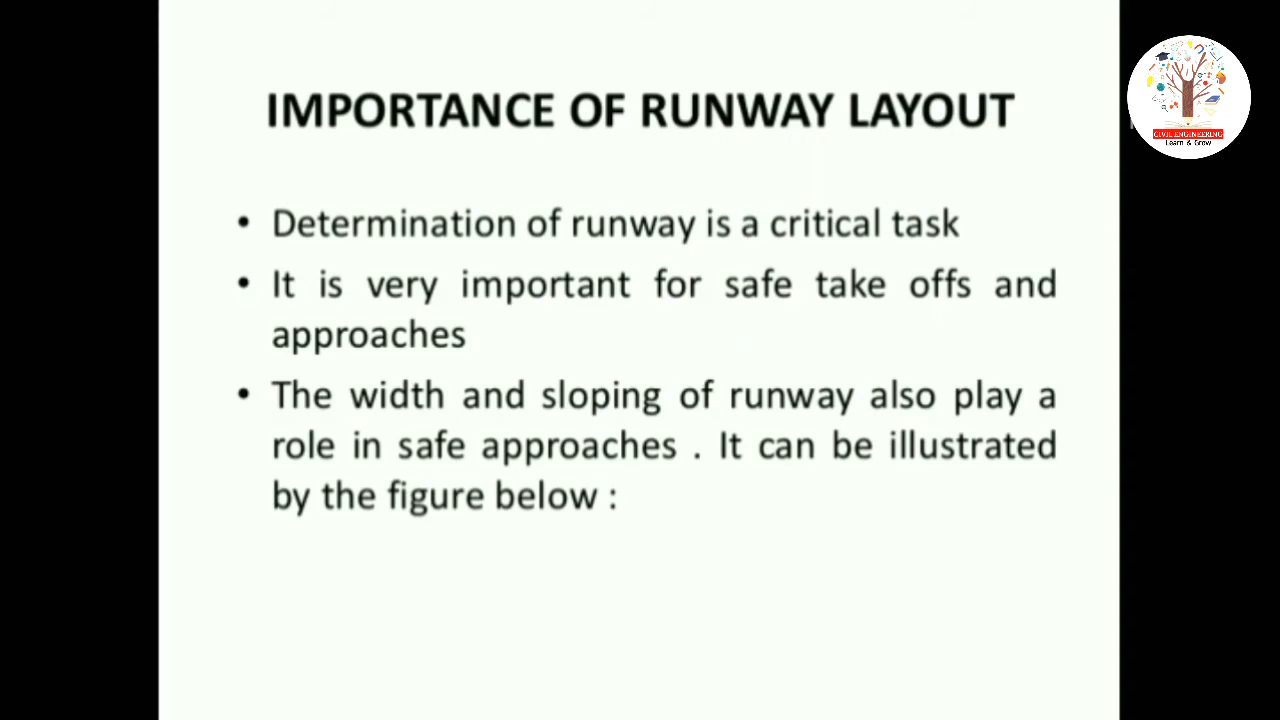 IMPORTANCE OF RUNWAY LAYOUT
• Determination of runway is a critical task
• It is very important for safe take offs and
approaches
• The width and sloping of runway also play a
role in safe approaches . It can be illustrated
by the figure below :
CIVIL ENGINEERING
Learn & Grow